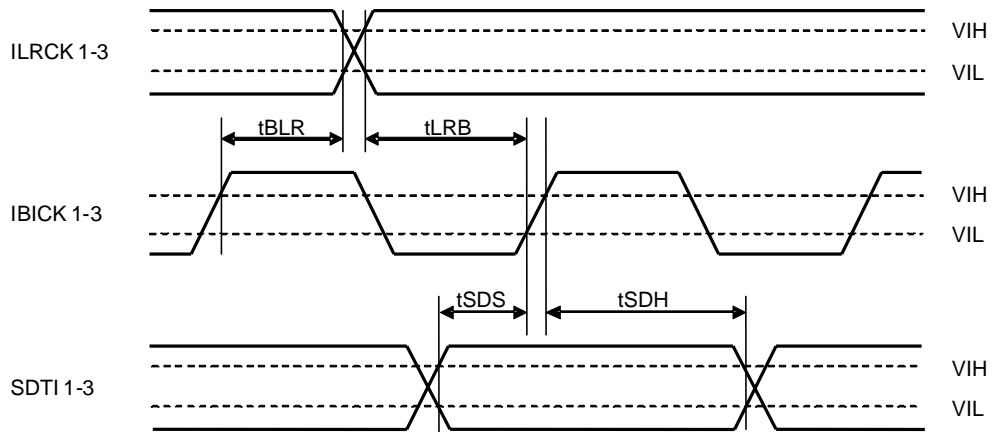 ILRCK 1-3
VIH
VIL
tBLR
tLRB
IBICK 1-3
VIH
VIL
tSDS
tSDH
SDTI 1-3
VIH
VIL